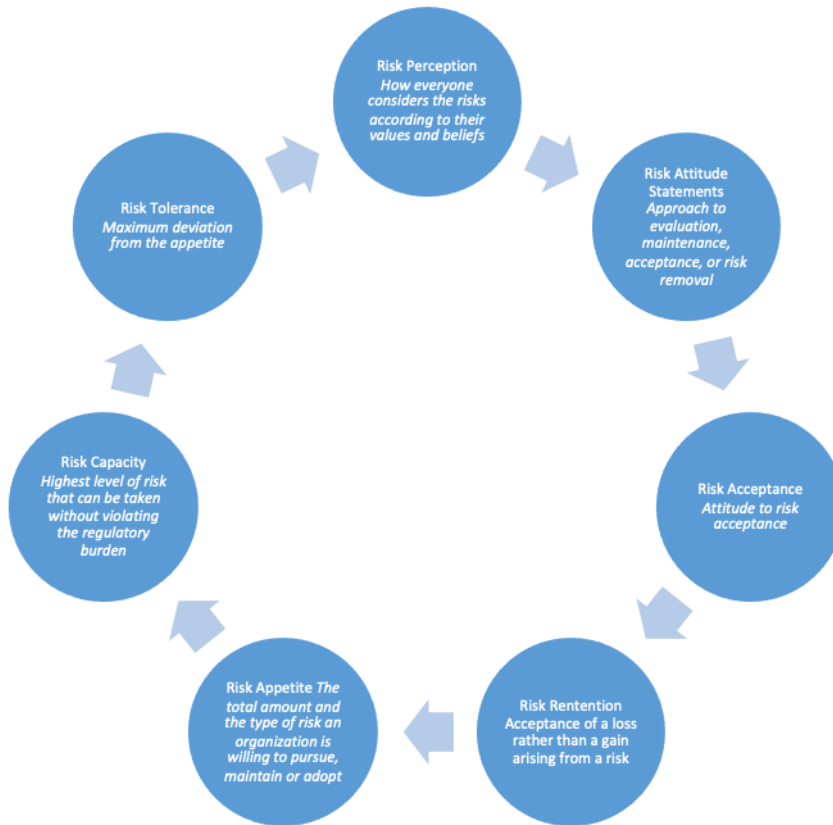 Risk Perception
How everyone
considers the risks
according to their
values and beliefs
Risk Attitude
Statements
Approach to
evaluation,
maintenance,
acceptance, or risk
removal
Risk Acceptance
Attitude to risk
acceptance
Risk Rentention
Acceptance of a loss
rather than a gain
arising from a risk
Risk Appetite The
total amount and
the type of risk an
organization is
willing to pursue,
maintain or adopt
Risk Capacity
Highest level of risk
that can be taken
without violating
the regulatory
burden
Risk Tolerance
Maximum deviation
from the appetite